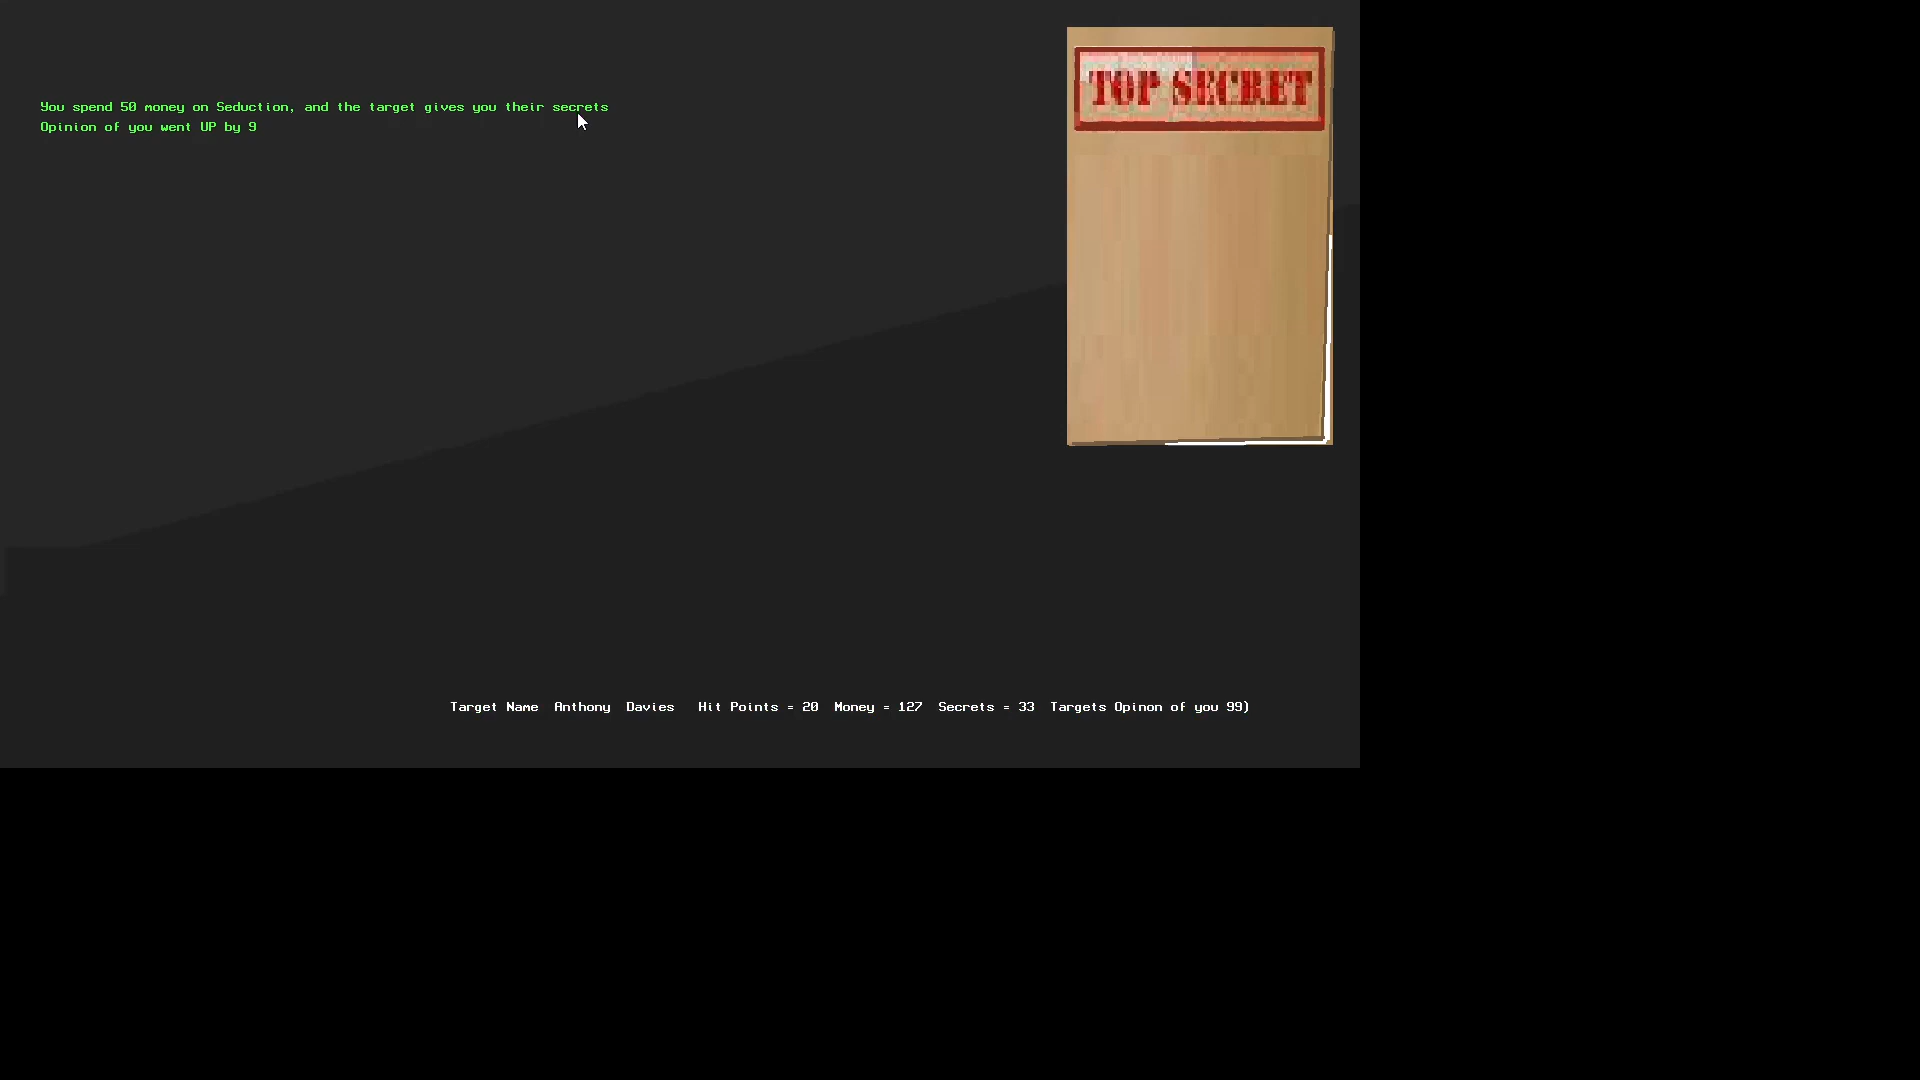 TOP SECRET
You spend 50 money on Seduction, and the target gives you their secrets
Opinion of you went UP by 9
Target Name  Anthony  Davies   Hit Points = 20  Money = 127  Secrets = 33  Targets Opinon of you 99)